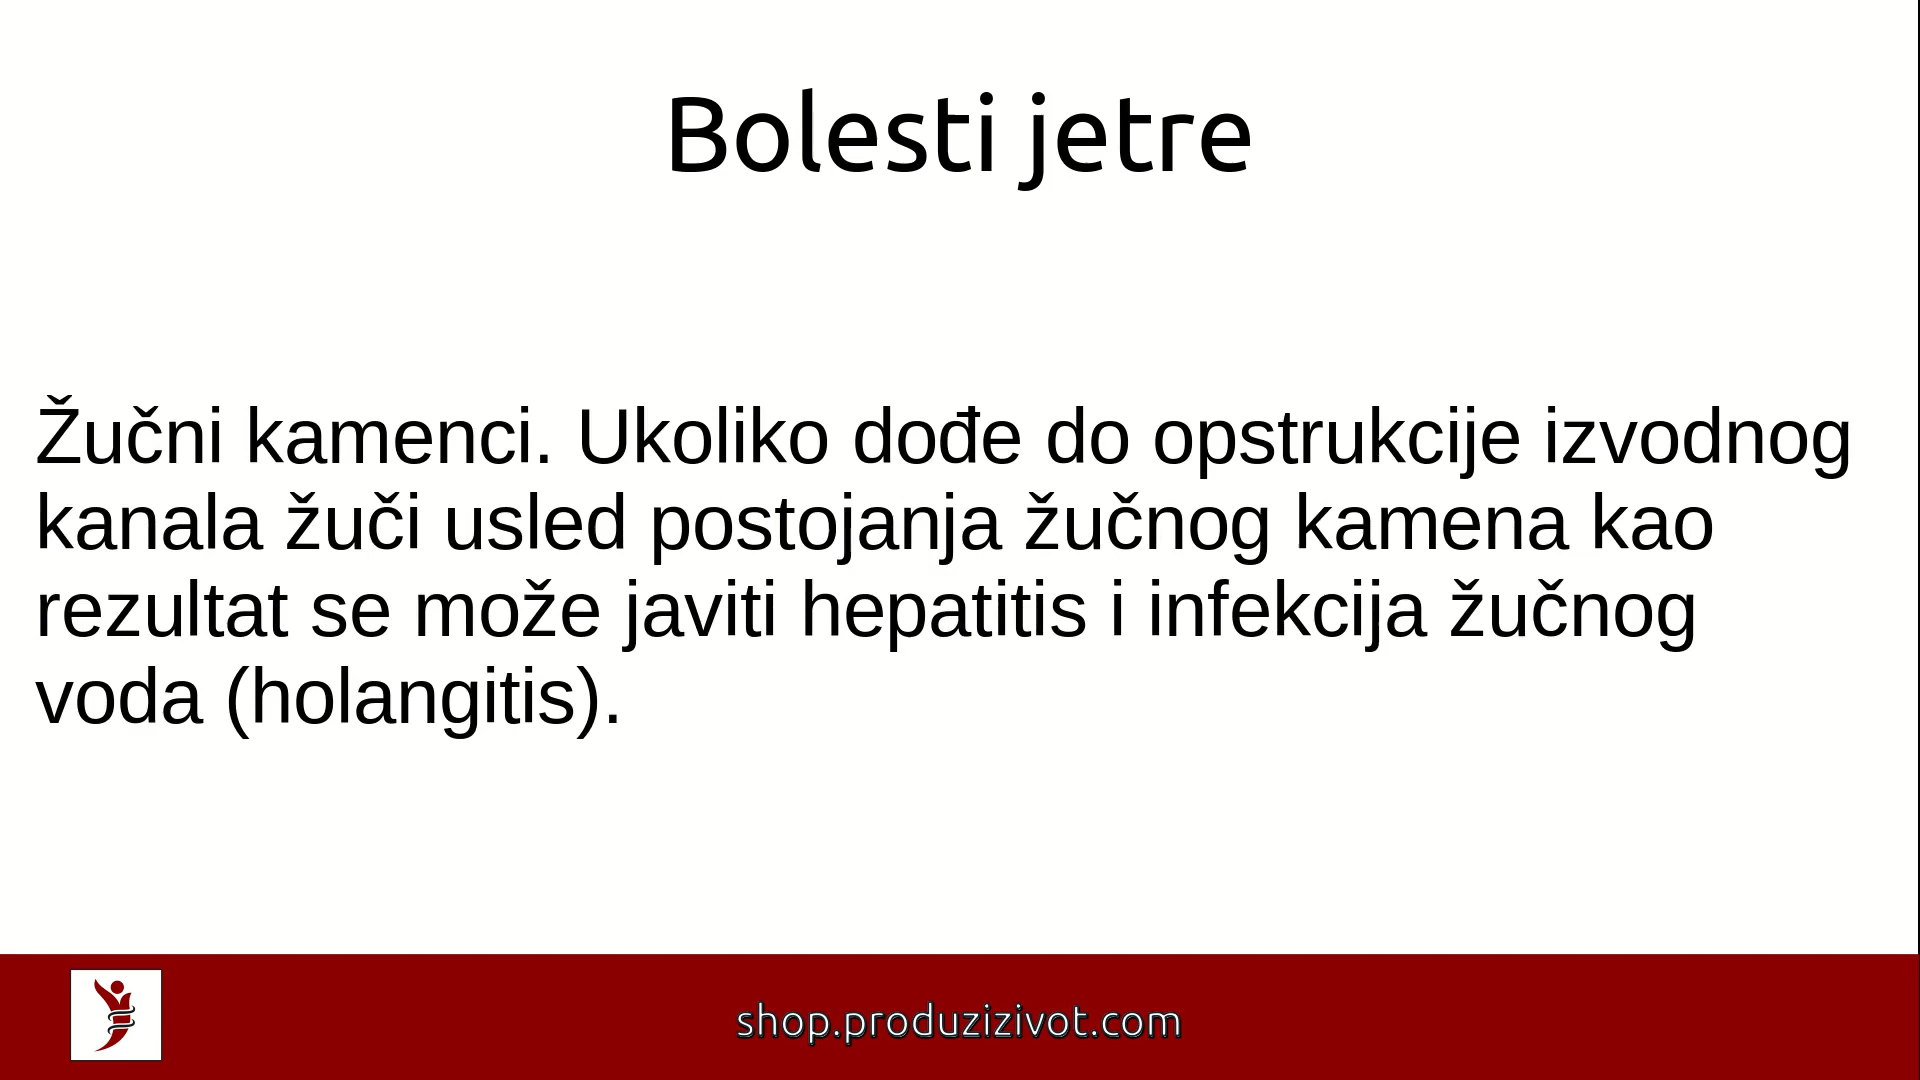 Bolesti jetre
Žučni kamenci. Ukoliko dođe do opstrukcije izvodnog
kanala žuči usled postojanja žučnog kamena kao
rezultat se može javiti hepatitis i infekcija žučnog
voda (holangitis).
shop.produzizivot.com